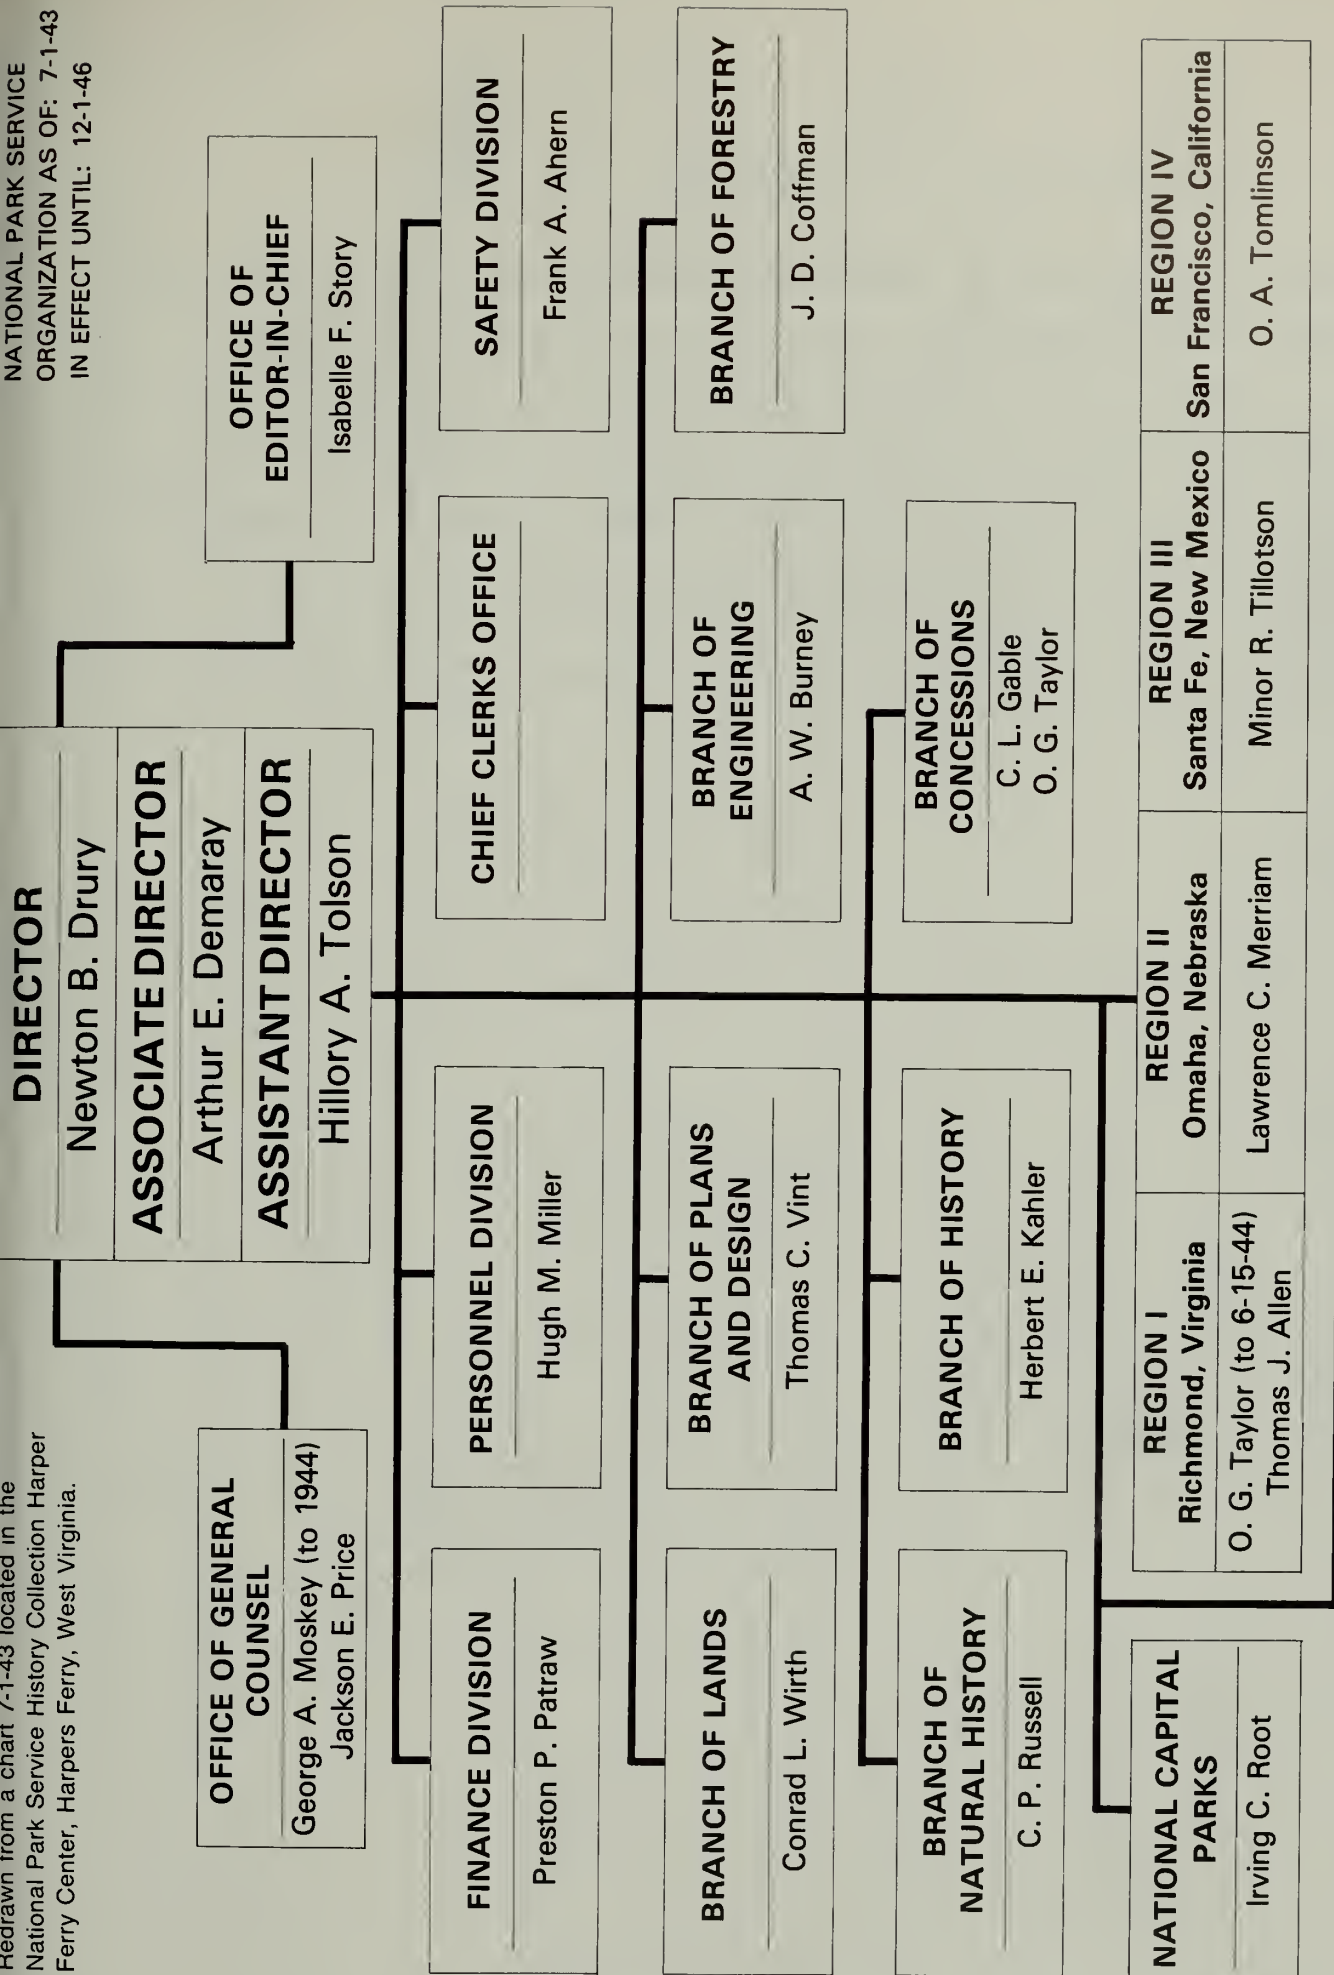 Redrawn from a chart 7-1-43 located in the
National Park Service History Collection Harper
Ferry Center, Harpers Ferry, West Virginia.
NATIONAL PARK SERVICE
ORGANIZATION AS OF: 7-1-43
IN EFFECT UNTIL: 12-1-46
DIRECTOR
Newton B. Drury
ASSOCIATE DIRECTOR
Arthur E. Demaray
ASSISTANT DIRECTOR
Hillory A. Tolson
OFFICE OF GENERAL
COUNSEL
George A. Moskey (to 1944)
Jackson E. Price
OFFICE OF
EDITOR-IN-CHIEF
Isabelle F. Story
FINANCE DIVISION
Preston P. Patraw
PERSONNEL DIVISION
Hugh M. Miller
CHIEF CLERKS OFFICE
SAFETY DIVISION
Frank A. Ahern
BRANCH OF LANDS
Conrad L. Wirth
BRANCH OF PLANS
AND DESIGN
Thomas C. Vint
BRANCH OF
ENGINEERING
A. W. Burney
BRANCH OF FORESTRY
J. D. Coffman
BRANCH OF
NATURAL HISTORY
C. P. Russell
BRANCH OF HISTORY
Herbert E. Kahler
BRANCH OF
CONCESSIONS
C. L. Gable
O. G. Taylor
NATIONAL CAPITAL
PARKS
Irving C. Root
REGION I
Richmond, Virginia
O. G. Taylor (to 6-15-44)
Thomas J. Allen
REGION II
Omaha, Nebraska
Lawrence C. Merriam
REGION III
Santa Fe, New Mexico
Minor R. Tillotson
REGION IV
San Francisco, California
O. A. Tomlinson